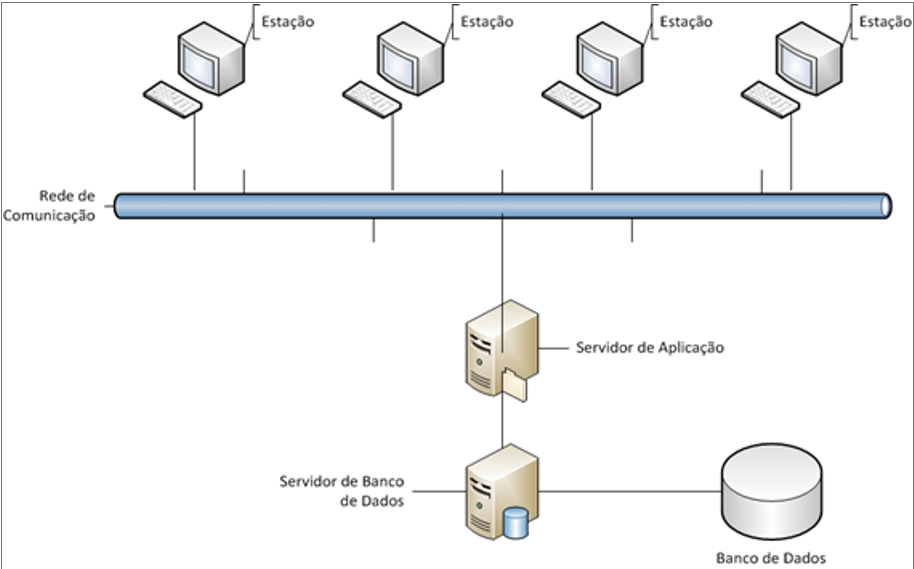 Estação
Estação
Estação
Estação
Rede de
Comunicação
Servidor de Aplicação
Servidor de Banco
de Dados
Banco de Dados